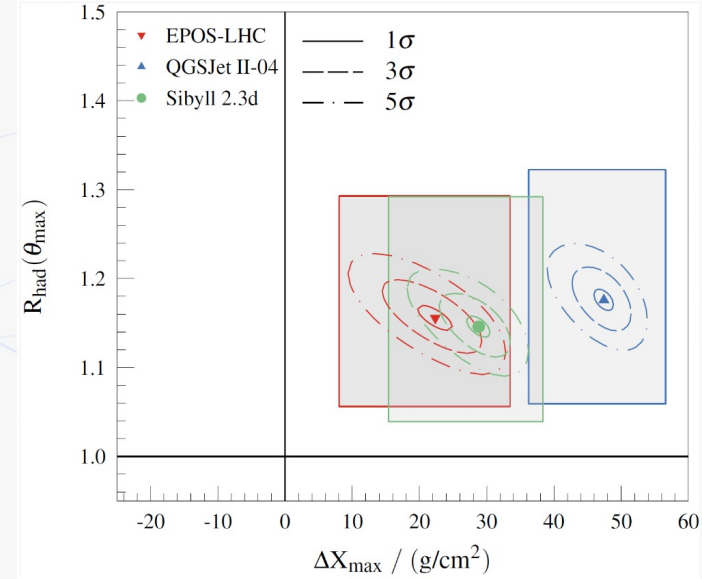 1.5
1.4
1.3
1.2
1.1
1.0
EPOS-LHC
QGSJet II-04
Sibyll 2.3d
1σ
3σ
5σ
R_had(θ_max)
-20 -10 0 10 20 30 40 50 60
ΔX_max / (g/cm²)